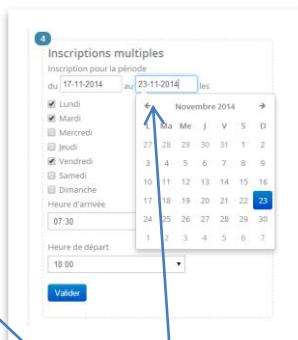 4
Inscriptions multiples
Inscription pour la période
du 17-11-2014 au 23-11-2014 les
Lundi
Mardi
Mercredi
Jeudi
Vendredi
Samedi
Dimanche
Heure d'arrivée
07:30
Heure de départ
18:00
Valider
← Novembre 2014 →
L Ma Me J V S D
27 28 29 30 31 1 2
3 4 5 6 7 8 9
10 11 12 13 14 15 16
17 18 19 20 21 22 23
24 25 26 27 28 29 30
1 2 3 4 5 6 7